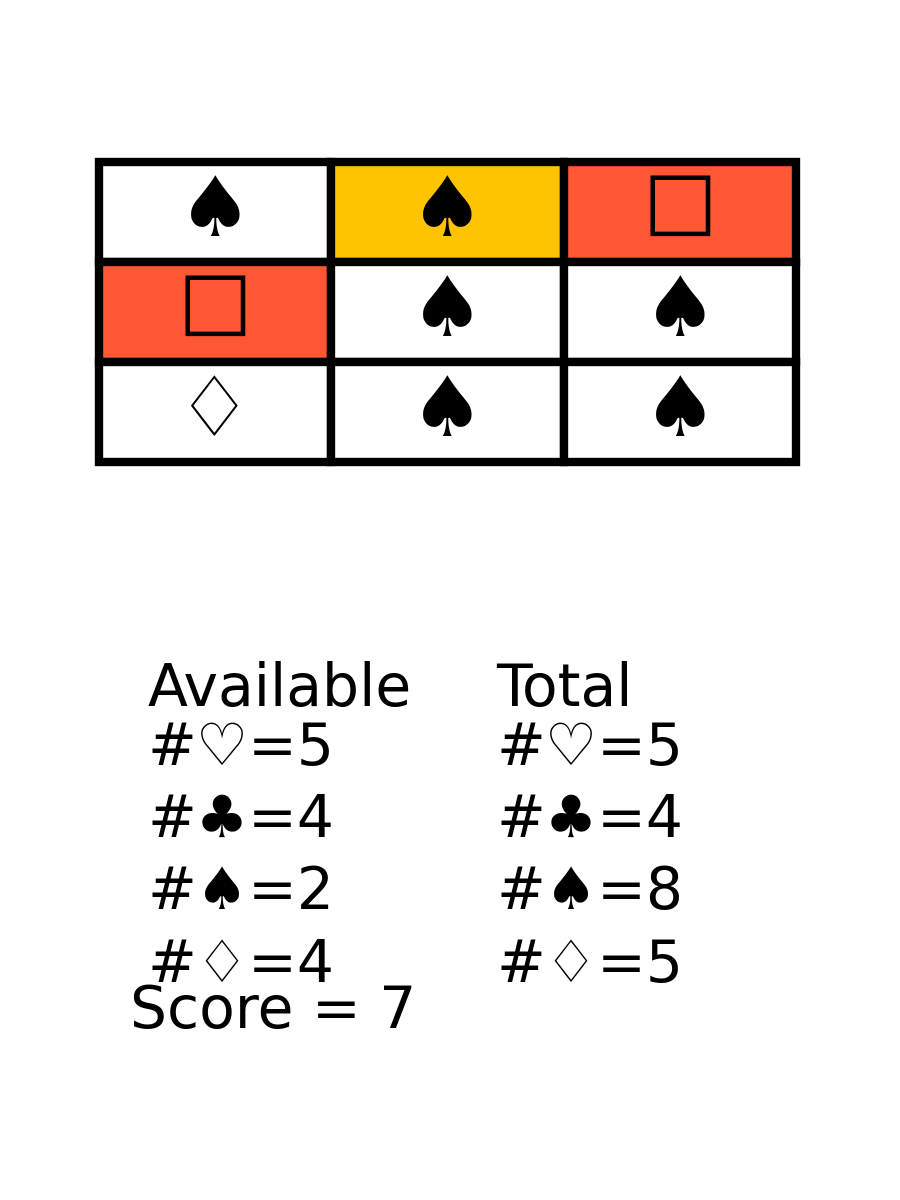 ♠ ♠ □
□ ♠ ♠
♢ ♠ ♠
Available Total
#♡=5 #♡=5
#♣=4 #♣=4
#♠=2 #♠=8
#♢=4 #♢=5
Score = 7